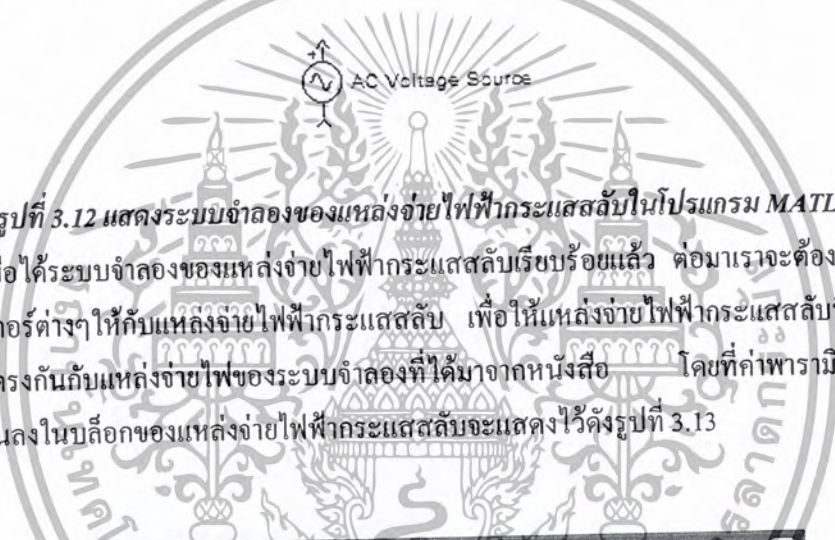 AC Voltage Source
รูปที่ 3.12 แสดงระบบจำลองของแหล่งจ่ายไฟฟ้ากระแสสลับในโปรแกรม MATL
ได้ระบบจำลองของแหล่งจ่ายไฟฟ้ากระแสสลับเรียบร้อยแล้ว ต่อมาเราจะต้อง
ต่างๆให้กับแหล่งจ่ายไฟฟ้ากระแสสลับ เพื่อให้แหล่งจ่ายไฟฟ้ากระแสสลับ
ตรงกันกับแหล่งจ่ายไฟของระบบจำลองที่ได้มาจากหนังสือ โดยที่ค่าพารามิ
ลงในบล็อกของแหล่งจ่ายไฟฟ้ากระแสสลับจะแสดงไว้ดังรูปที่ 3.13